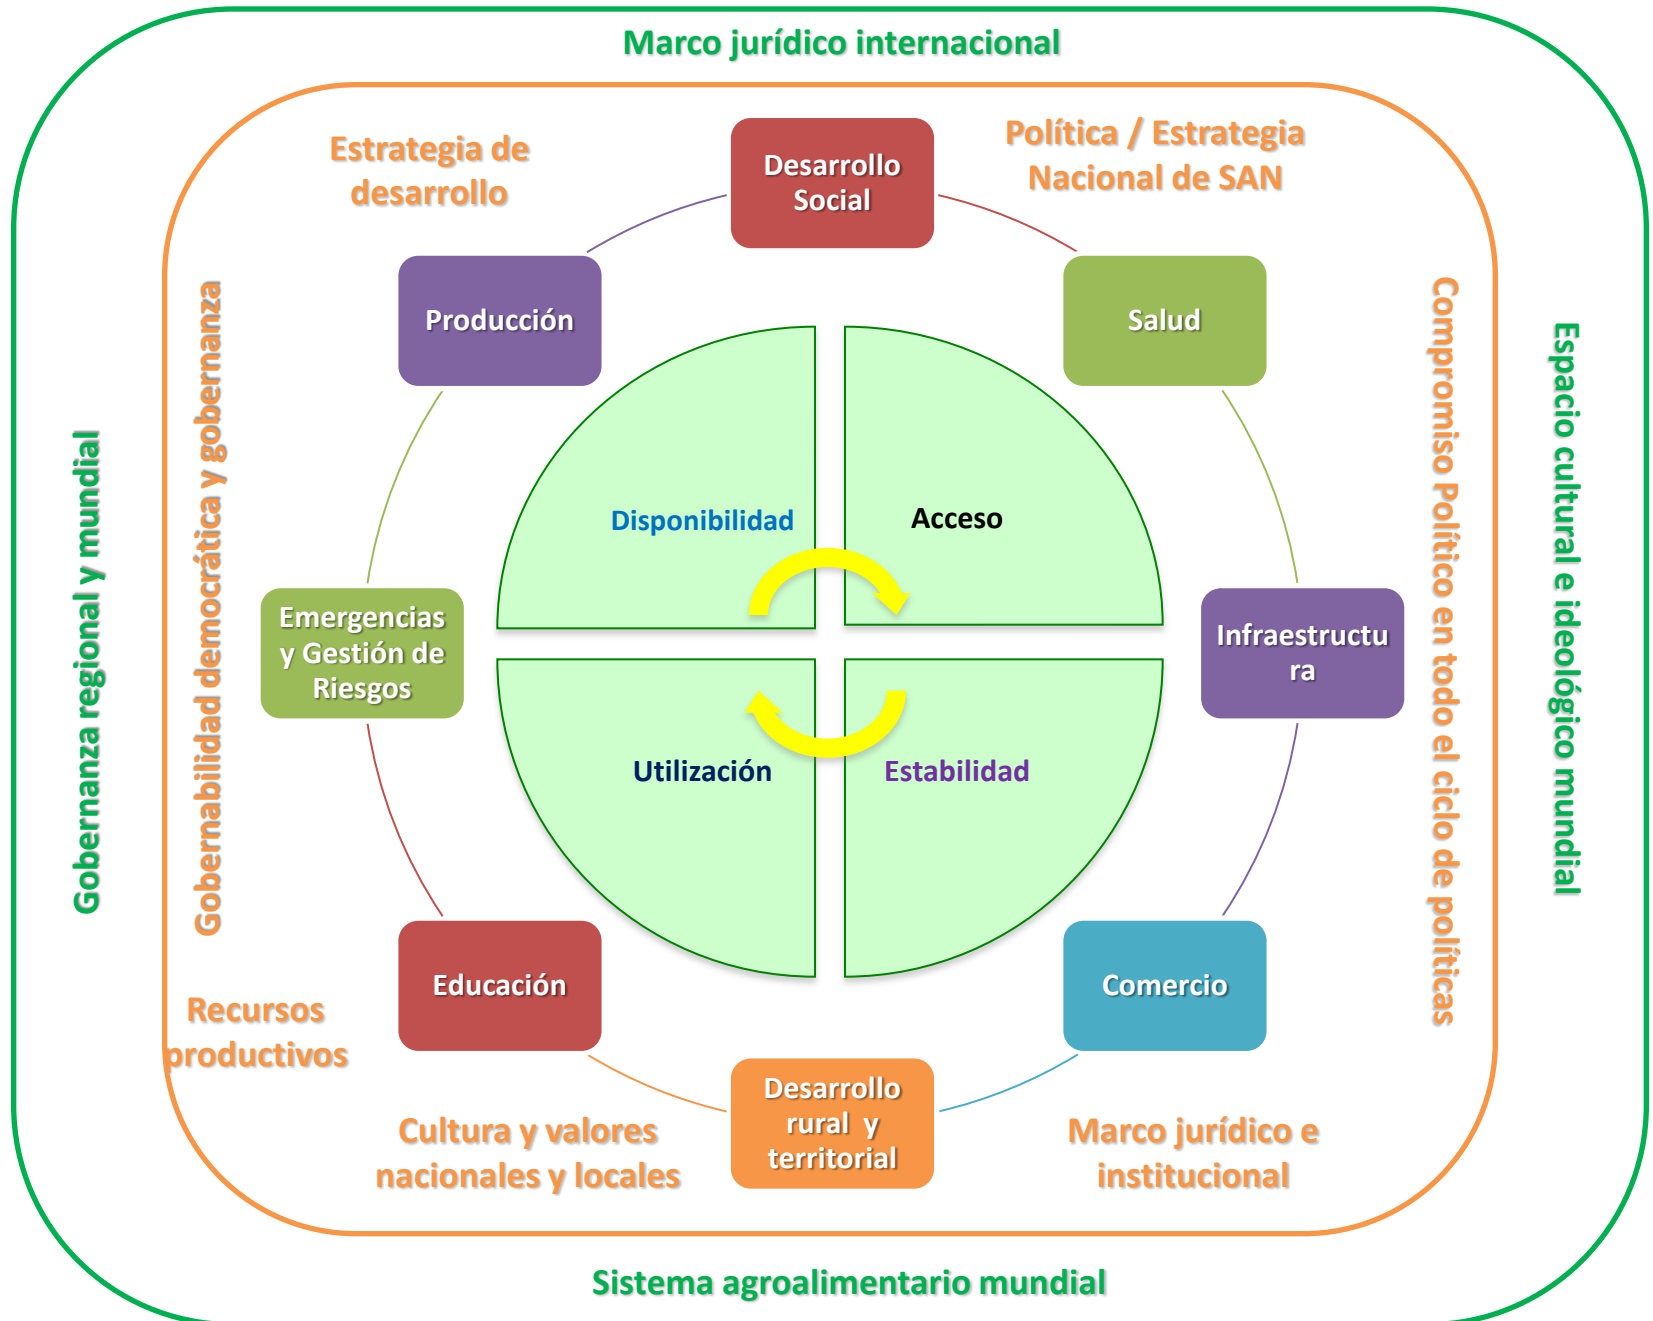 Marco jurídico internacional
Estrategia de
desarrollo
Política / Estrategia
Nacional de SAN
Desarrollo
Social
Producción
Salud
Gobernanza regional y mundial
Gobernabilidad democrática y gobernanza
Compromiso Político en todo el ciclo de políticas
Espacio cultural e ideológico mundial
Disponibilidad
Acceso
Emergencias
y Gestión de
Riesgos
Infraestructu
ra
Utilización
Estabilidad
Educación
Comercio
Recursos
productivos
Desarrollo
rural y
territorial
Cultura y valores
nacionales y locales
Marco jurídico e
institucional
Sistema agroalimentario mundial